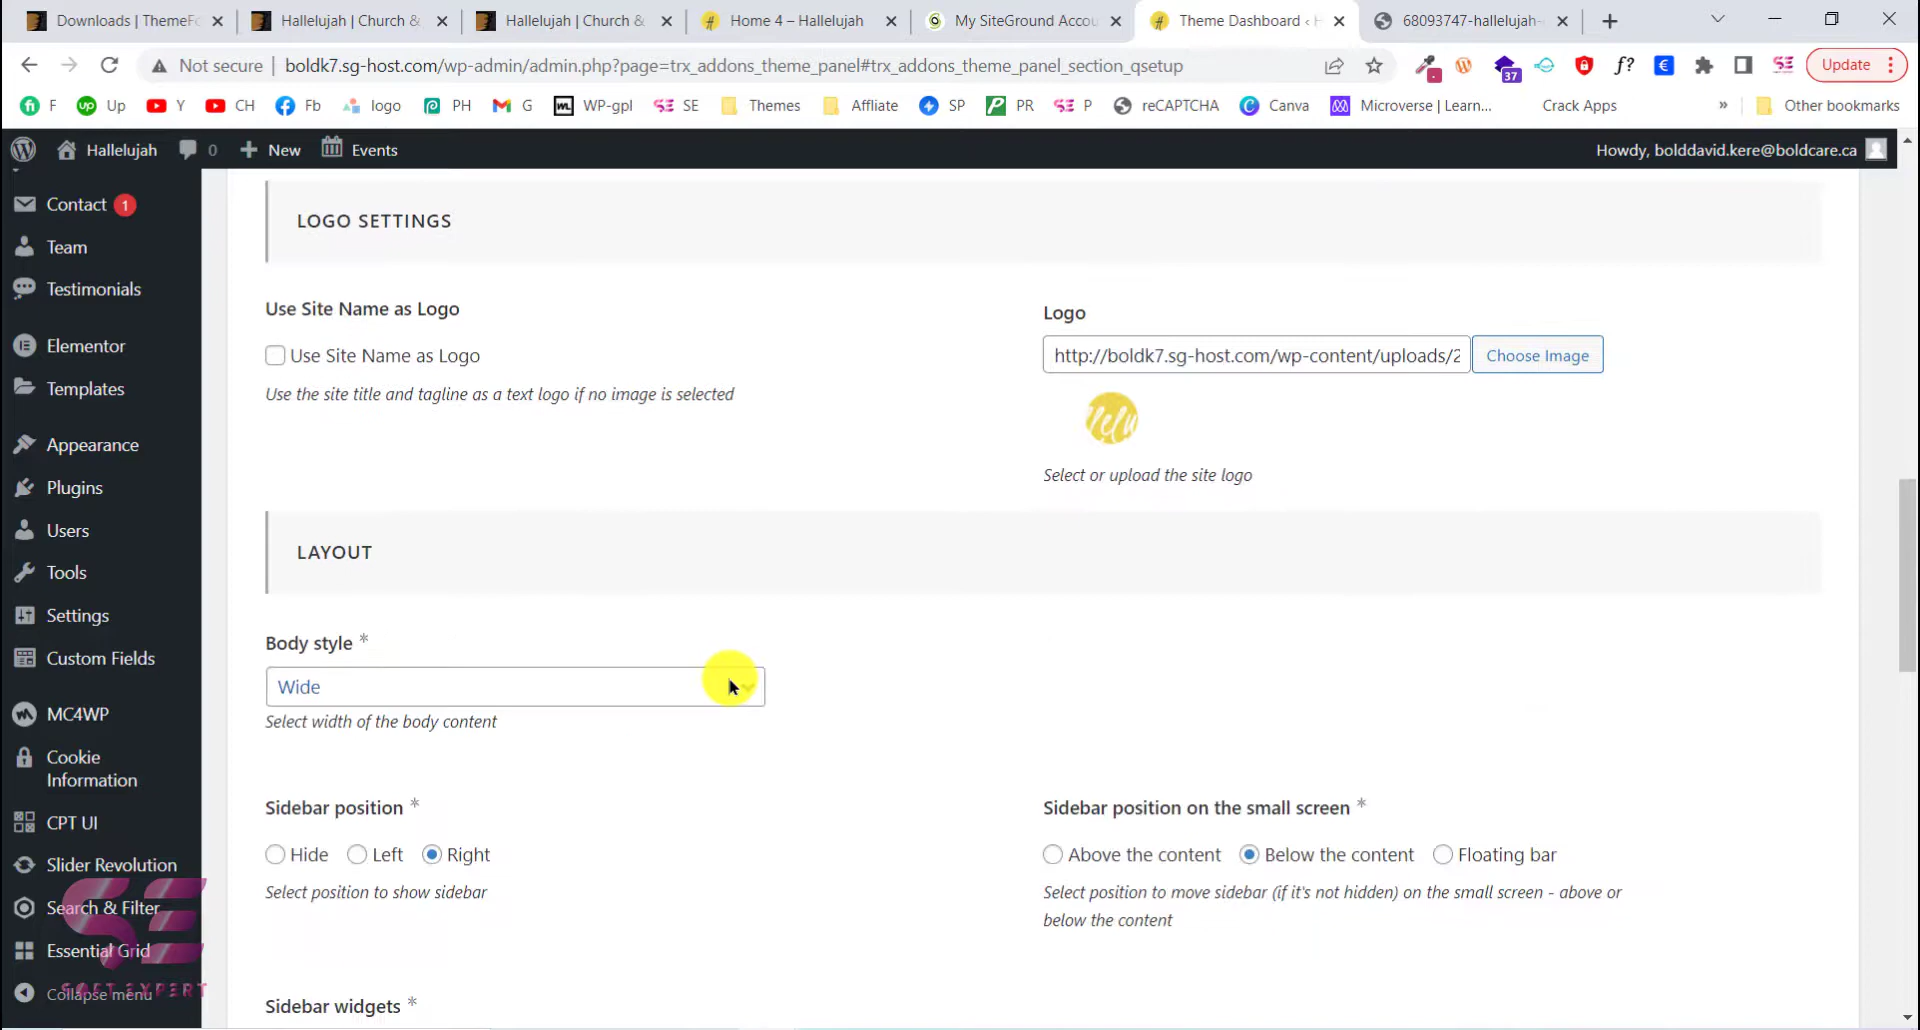 Downloads | ThemeFo
Hallelujah | Church &
Hallelujah | Church &
Home 4 – Hallelujah
My SiteGround Accou
Theme Dashboard ‹ H
68093747-hallelujah-
Not secure
boldk7.sg-host.com/wp-admin/admin.php?page=trx_addons_theme_panel#trx_addons_theme_panel_section_qsetup
37
f?
Update
F
Up
Y
CH
Fb
logo
PH
G
WP-gpl
SE
Themes
Affliate
SP
PR
P
reCAPTCHA
Canva
Microverse | Learn...
Crack Apps
»
Other bookmarks
Hallelujah
0
New
Events
Howdy, bolddavid.kere@boldcare.ca
Contact 1
Team
Testimonials
Elementor
Templates
Appearance
Plugins
Users
Tools
Settings
Custom Fields
MC4WP
Cookie
Information
CPT UI
Slider Revolution
Search & Filter
Essential Grid
Collapse menu
SE
SOFT EXPERT
LOGO SETTINGS
Use Site Name as Logo
Use Site Name as Logo
Use the site title and tagline as a text logo if no image is selected
Logo
http://boldk7.sg-host.com/wp-content/uploads/2
Choose Image
Select or upload the site logo
LAYOUT
Body style *
Wide
Select width of the body content
Sidebar position *
Hide Left Right
Select position to show sidebar
Sidebar position on the small screen *
Above the content Below the content Floating bar
Select position to move sidebar (if it's not hidden) on the small screen - above or
below the content
Sidebar widgets *